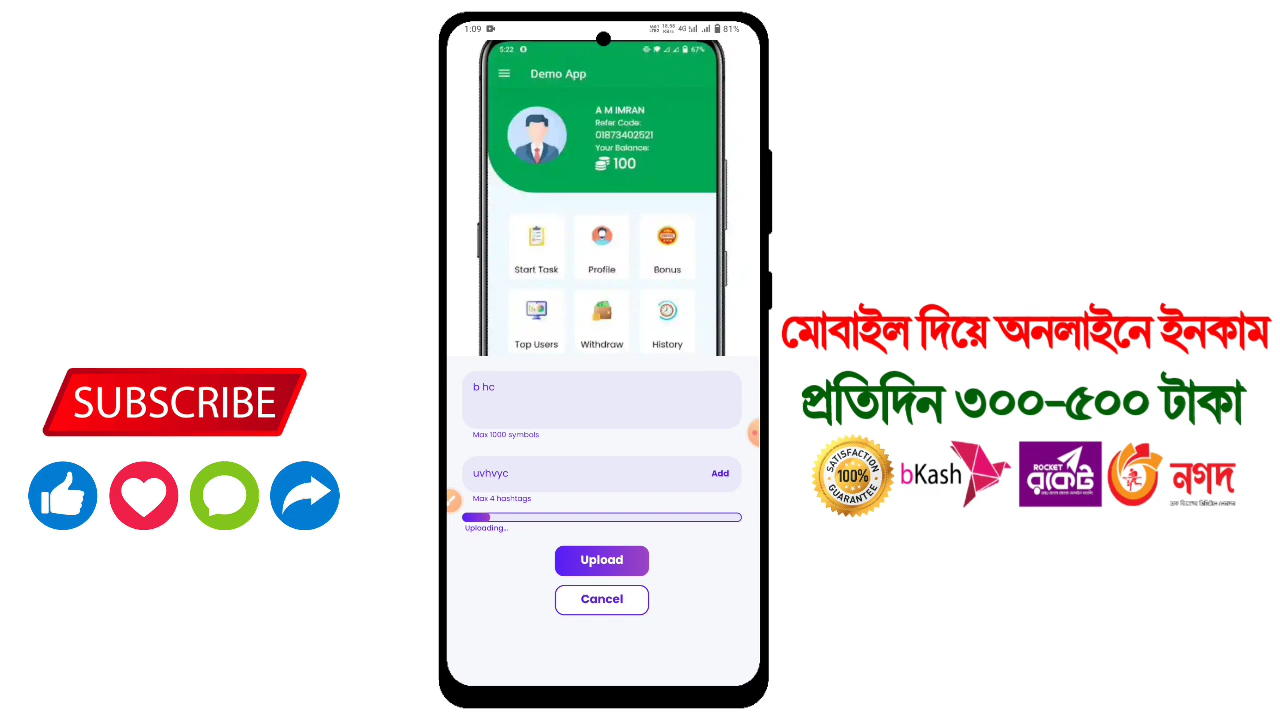 1:09
4G
81%
5:22
67%
Demo App
A M IMRAN
Refer Code:
01873402521
Your Balance:
100
Start Task
Profile
Bonus
Top Users
Withdraw
History
b hc
Max 1000 symbols
uvhvyc
Add
Max 4 hashtags
Uploading...
Upload
Cancel
SUBSCRIBE
মোবাইল দিয়ে অনলাইনে ইনকাম
প্রতিদিন ৩০০-৫০০ টাকা
SATISFACTION
100%
GUARANTEE
bKash
ROCKET
রকেট
নগদ